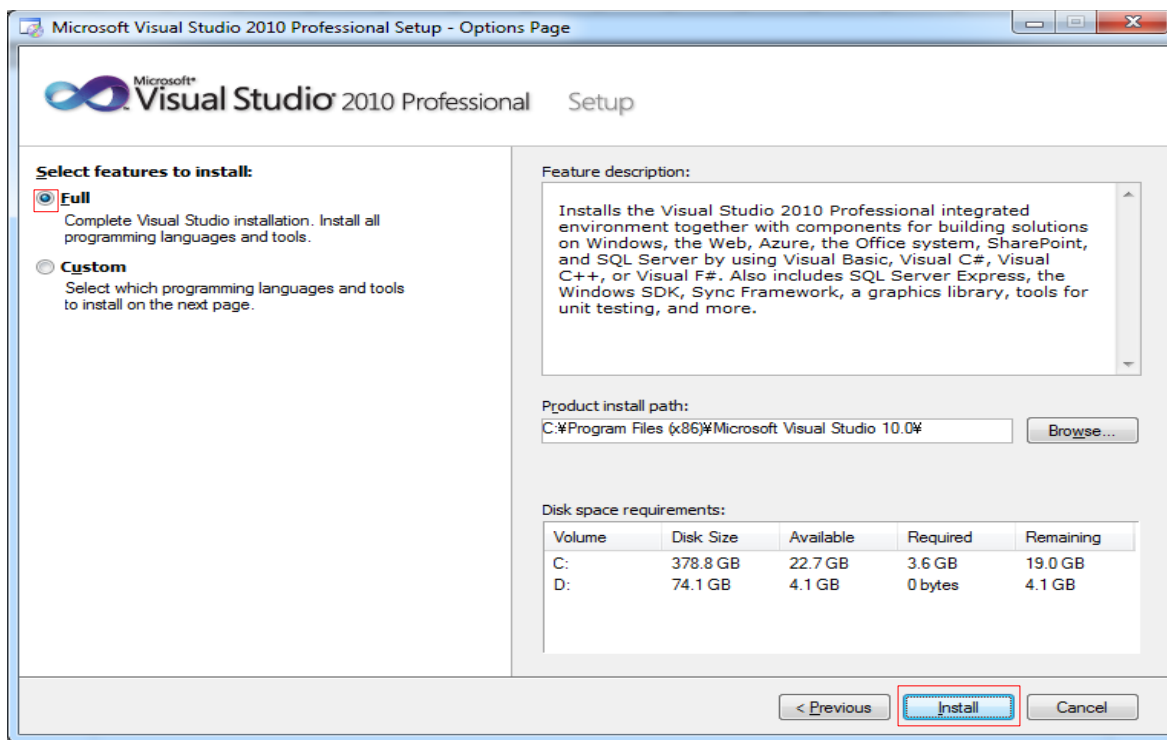 Microsoft Visual Studio 2010 Professional Setup - Options Page
Microsoft®
Visual Studio® 2010 Professional Setup
Select features to install:
Full
Complete Visual Studio installation. Install all
programming languages and tools.
Custom
Select which programming languages and tools
to install on the next page.
Feature description:
Installs the Visual Studio 2010 Professional integrated
environment together with components for building solutions
on Windows, the Web, Azure, the Office system, SharePoint,
and SQL Server by using Visual Basic, Visual C#, Visual
C++, or Visual F#. Also includes SQL Server Express, the
Windows SDK, Sync Framework, a graphics library, tools for
unit testing, and more.
Product install path:
C:¥Program Files (x86)¥Microsoft Visual Studio 10.0¥
Browse...
Disk space requirements:
Volume Disk Size Available Required Remaining
C: 378.8 GB 22.7 GB 3.6 GB 19.0 GB
D: 74.1 GB 4.1 GB 0 bytes 4.1 GB
< Previous Install Cancel